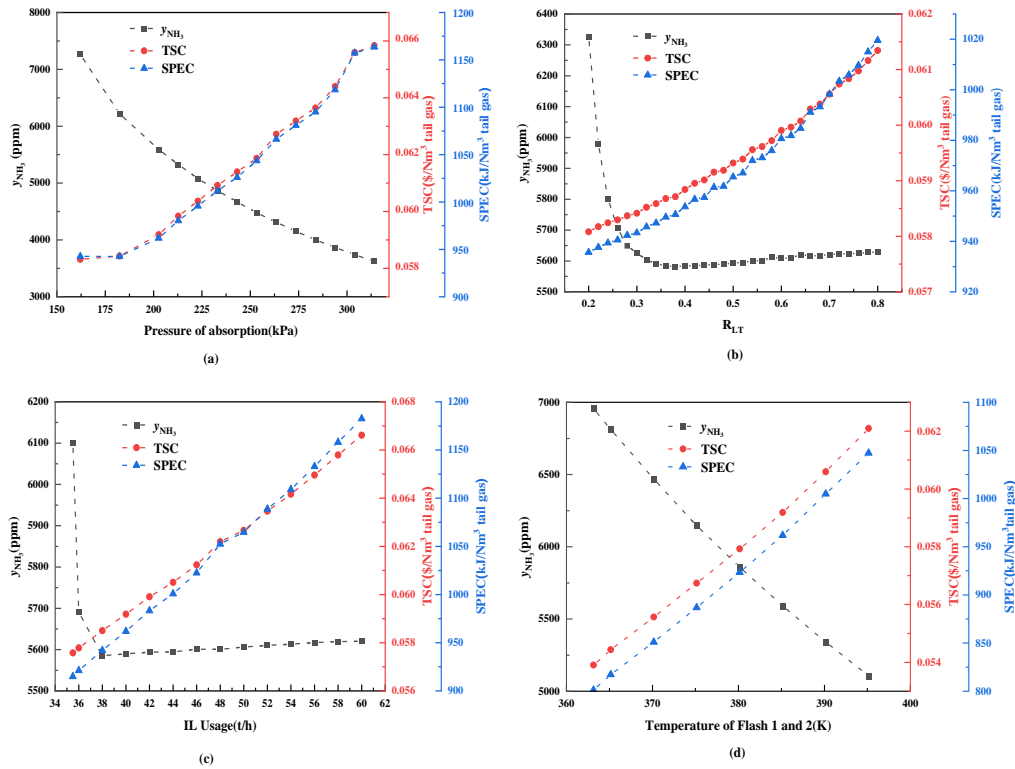 8000
7000
6000
5000
4000
3000
y_NH₃ (ppm)
y_NH₃
TSC
SPEC
0.066
0.064
0.062
0.060
0.058
TSC($/Nm³ tail gas)
1200
1150
1100
1050
1000
950
900
SPEC(kJ/Nm³ tail gas)
150 175 200 225 250 275 300
Pressure of absorption(kPa)
(a)
6400
6300
6200
6100
6000
5900
5800
5700
5600
5500
y_NH₃(ppm)
y_NH₃
TSC
SPEC
0.062
0.061
0.060
0.059
0.058
0.057
TSC($/Nm³ tail gas)
1020
1000
980
960
940
920
SPEC(kJ/Nm³ tail gas)
0.2 0.3 0.4 0.5 0.6 0.7 0.8
R_LT
(b)
6200
6100
6000
5900
5800
5700
5600
5500
y_NH₃(ppm)
y_NH₃
TSC
SPEC
0.068
0.066
0.064
0.062
0.060
0.058
0.056
TSC($/Nm³ tail gas)
1200
1150
1100
1050
1000
950
900
SPEC(kJ/Nm³ tail gas)
34 36 38 40 42 44 46 48 50 52 54 56 58 60 62
IL Usage(t/h)
(c)
7000
6500
6000
5500
5000
y_NH₃(ppm)
y_NH₃
TSC
SPEC
0.062
0.060
0.058
0.056
0.054
TSC($/Nm³ tail gas)
1100
1050
1000
950
900
850
800
SPEC(kJ/Nm³tail gas)
360 370 380 390 400
Temperature of Flash 1 and 2(K)
(d)